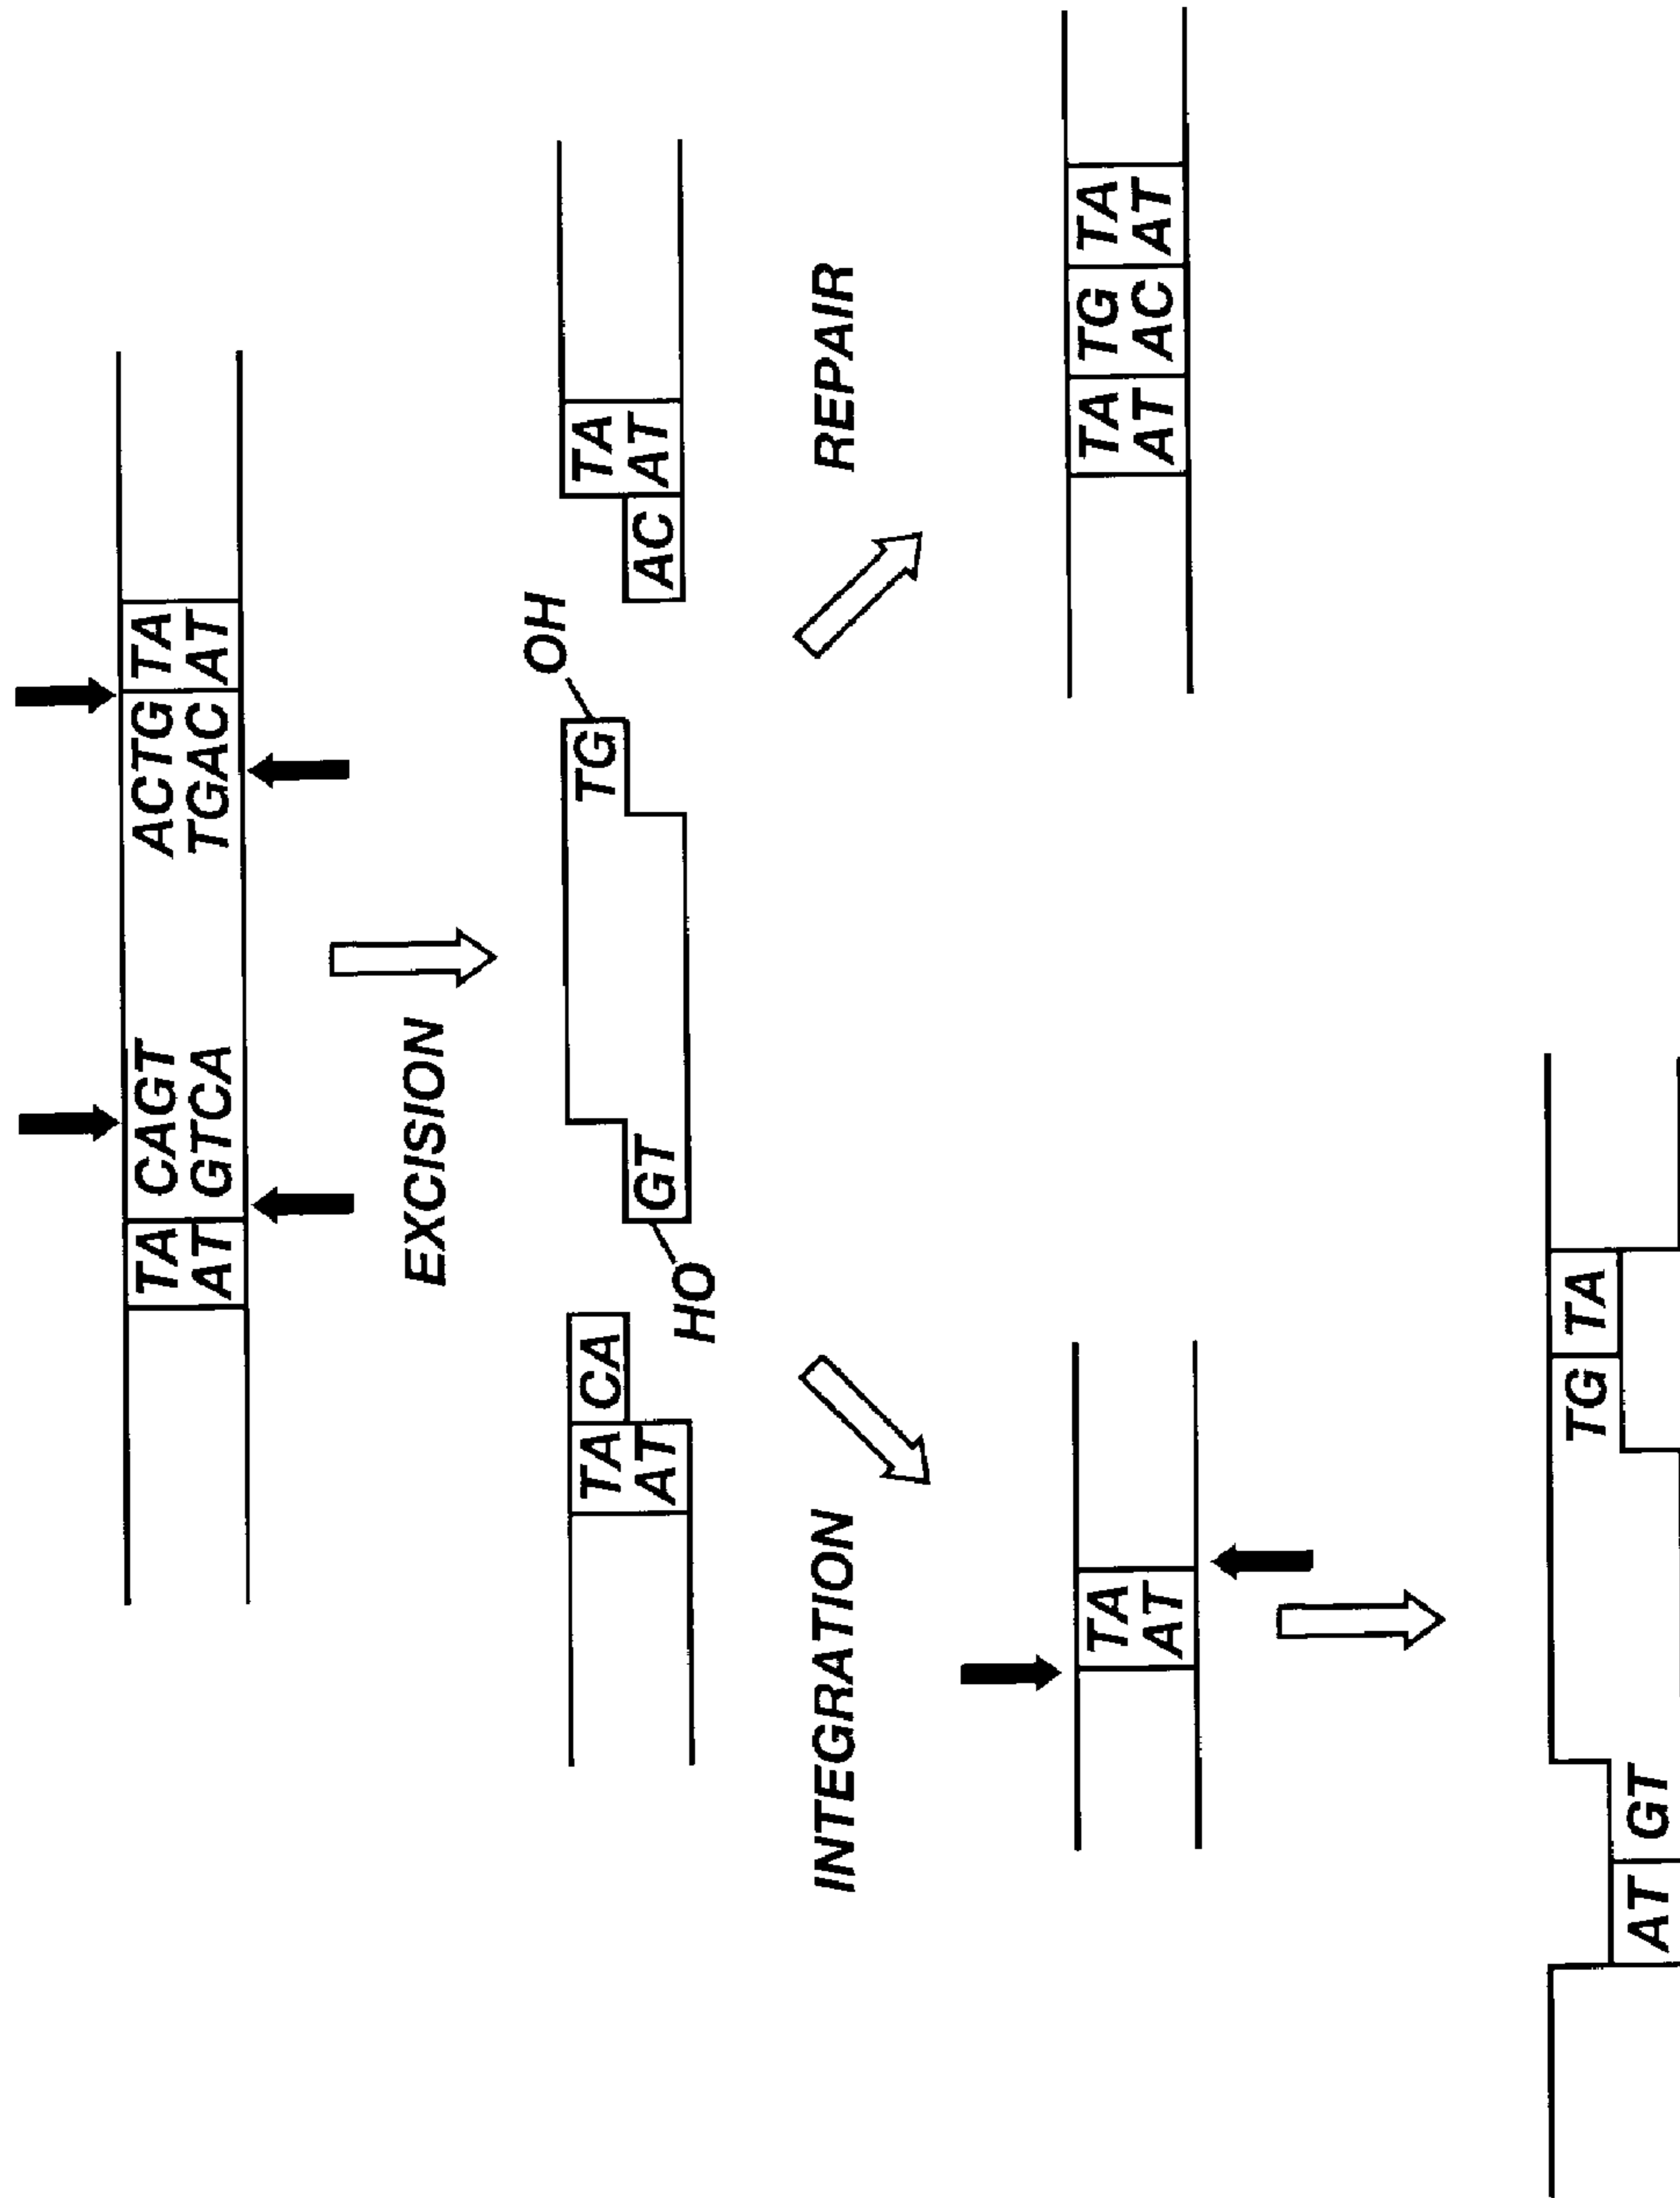 TA CAGT ACTG TA
AT GTCA TGAC AT
EXCISION
OH
TA CA TG TA
AT GT AC AT
HO
INTEGRATION REPAIR
TA TA TG TA
AT AT AC AT
TG TA
AT GT